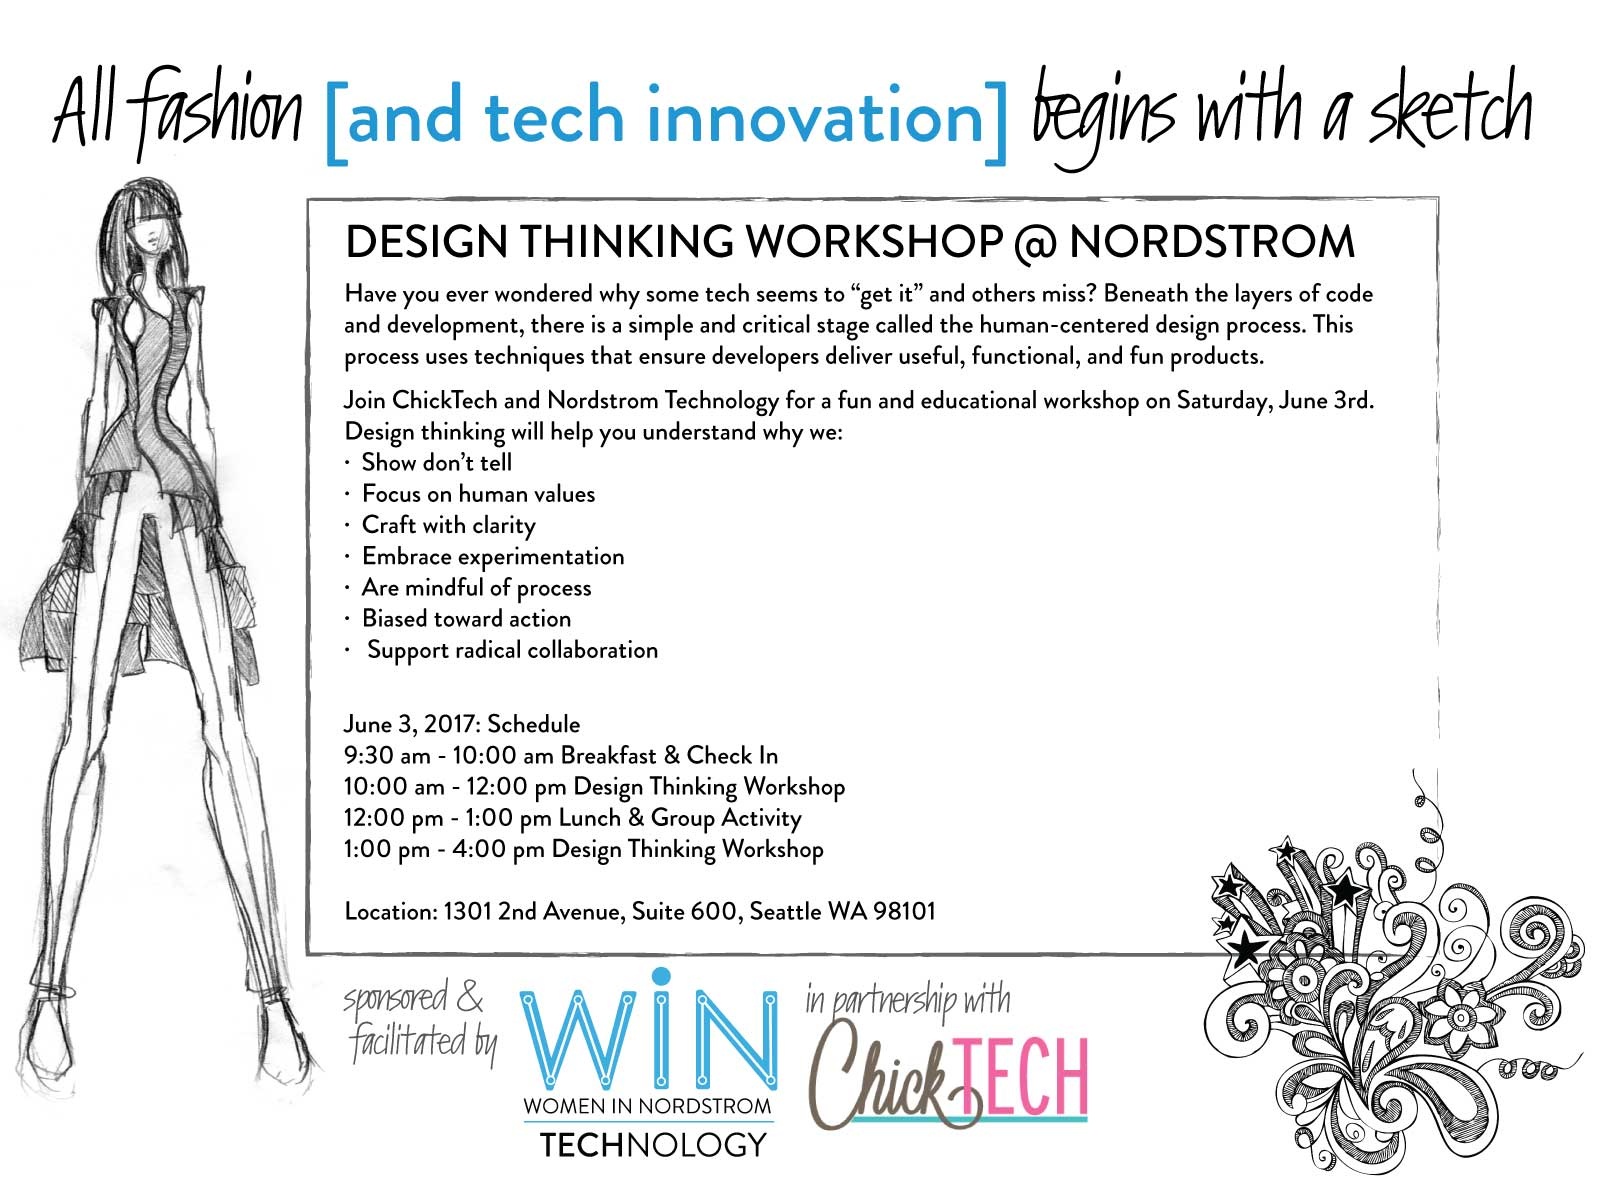 All fashion [and tech innovation] begins with a sketch
DESIGN THINKING WORKSHOP @ NORDSTROM
Have you ever wondered why some tech seems to “get it” and others miss? Beneath the layers of code
and development, there is a simple and critical stage called the human-centered design process. This
process uses techniques that ensure developers deliver useful, functional, and fun products.
Join ChickTech and Nordstrom Technology for a fun and educational workshop on Saturday, June 3rd.
Design thinking will help you understand why we:
· Show don’t tell
· Focus on human values
· Craft with clarity
· Embrace experimentation
· Are mindful of process
· Biased toward action
· Support radical collaboration
June 3, 2017: Schedule
9:30 am - 10:00 am Breakfast & Check In
10:00 am - 12:00 pm Design Thinking Workshop
12:00 pm - 1:00 pm Lunch & Group Activity
1:00 pm - 4:00 pm Design Thinking Workshop
Location: 1301 2nd Avenue, Suite 600, Seattle WA 98101
sponsored &
facilitated by
WiN
WOMEN IN NORDSTROM
TECHNOLOGY
in partnership with
ChickTECH